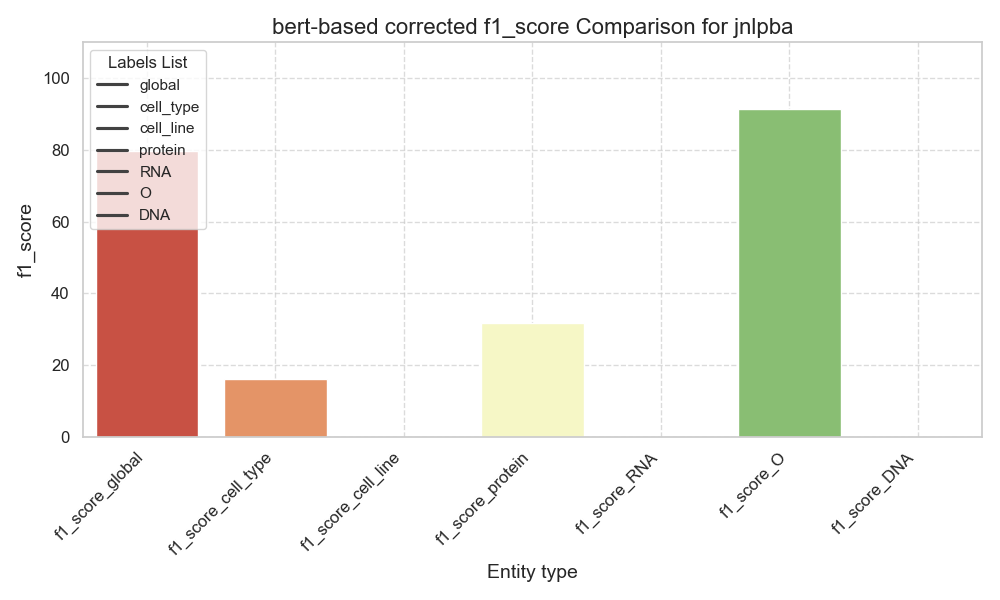 bert-based corrected f1_score Comparison for jnlpba
Labels List
global
cell_type
cell_line
protein
RNA
O
DNA
f1_score
100
80
60
40
20
0
f1_score_global
f1_score_cell_type
f1_score_cell_line
f1_score_protein
f1_score_RNA
f1_score_O
f1_score_DNA
Entity type